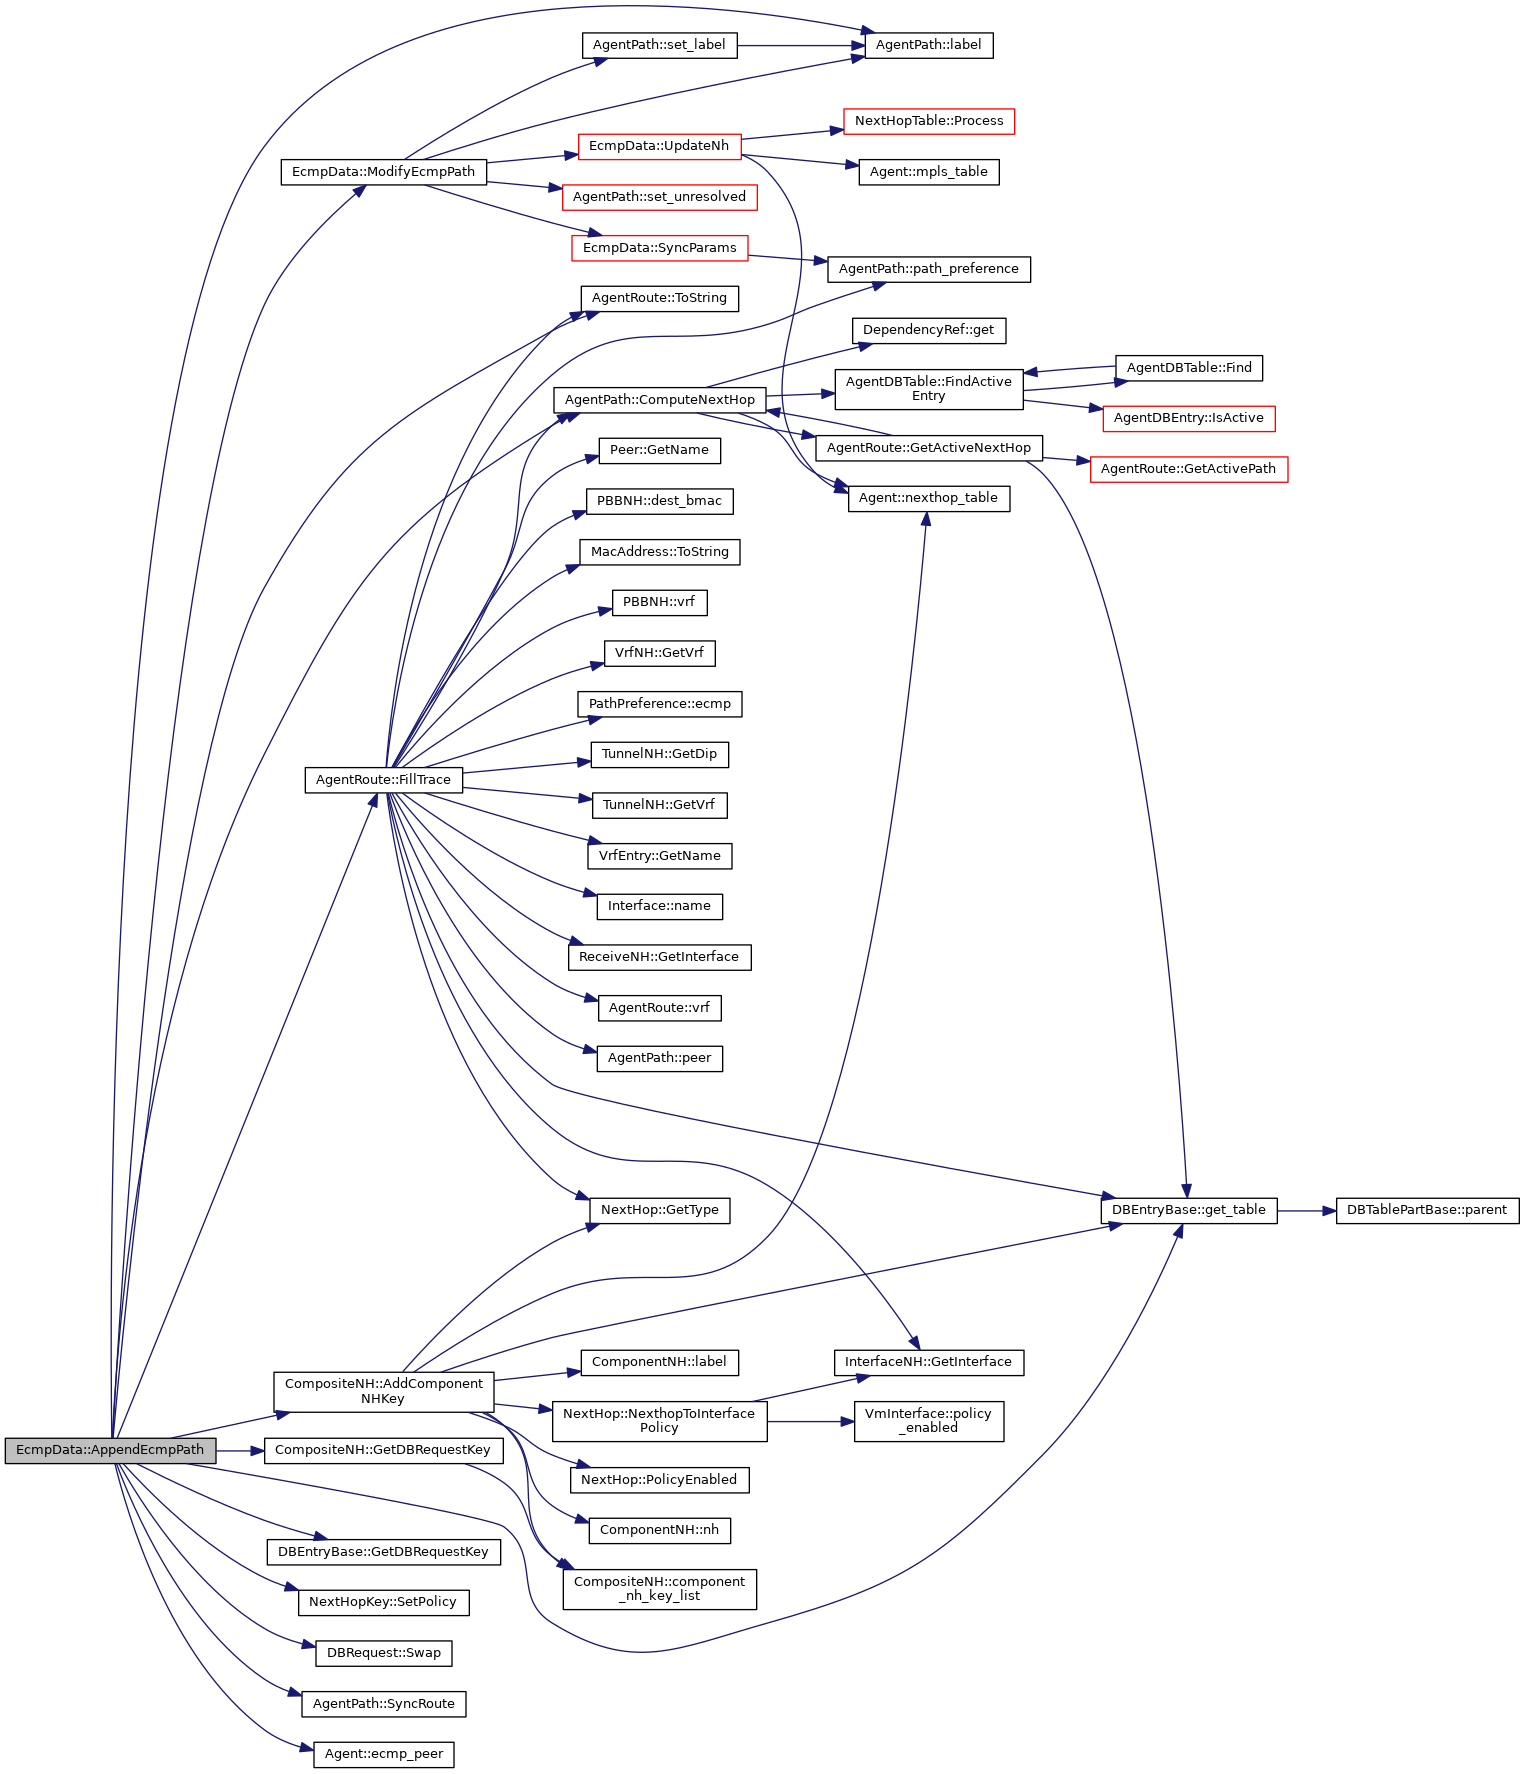 AgentPath::set_label
AgentPath::label
NextHopTable::Process
EcmpData::UpdateNh
EcmpData::ModifyEcmpPath
Agent::mpls_table
AgentPath::set_unresolved
EcmpData::SyncParams
AgentPath::path_preference
AgentRoute::ToString
DependencyRef::get
AgentDBTable::Find
AgentDBTable::FindActive
Entry
AgentPath::ComputeNextHop
AgentDBEntry::IsActive
Peer::GetName
AgentRoute::GetActiveNextHop
AgentRoute::GetActivePath
PBBNH::dest_bmac
Agent::nexthop_table
MacAddress::ToString
PBBNH::vrf
VrfNH::GetVrf
PathPreference::ecmp
TunnelNH::GetDip
AgentRoute::FillTrace
TunnelNH::GetVrf
VrfEntry::GetName
Interface::name
ReceiveNH::GetInterface
AgentRoute::vrf
AgentPath::peer
NextHop::GetType
DBEntryBase::get_table
DBTablePartBase::parent
ComponentNH::label
InterfaceNH::GetInterface
CompositeNH::AddComponent
NHKey
NextHop::NexthopToInterface
Policy
VmInterface::policy
_enabled
EcmpData::AppendEcmpPath
CompositeNH::GetDBRequestKey
NextHop::PolicyEnabled
ComponentNH::nh
DBEntryBase::GetDBRequestKey
CompositeNH::component
_nh_key_list
NextHopKey::SetPolicy
DBRequest::Swap
AgentPath::SyncRoute
Agent::ecmp_peer